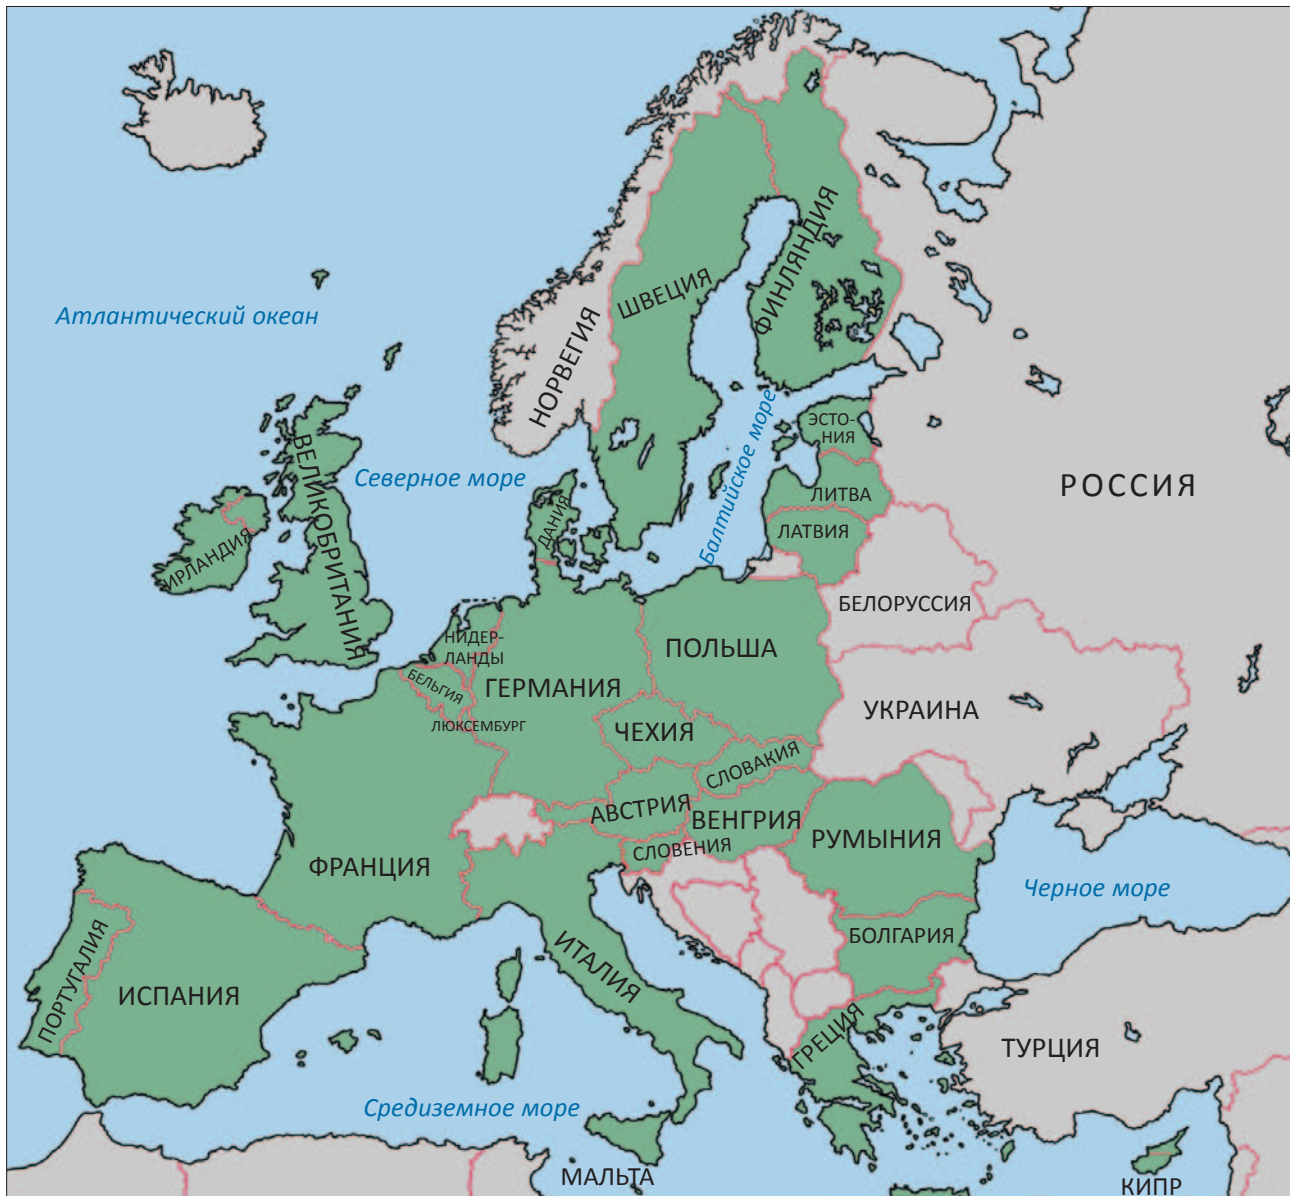 Атлантический океан
ШВЕЦИЯ
ФИНЛЯНДИЯ
НОРВЕГИЯ
Северное море
Балтийское море
ЭСТО-
НИЯ
РОССИЯ
ЛИТВА
ЛАТВИЯ
ДАНИЯ
ВЕЛИКОБРИТАНИЯ
ИРЛАНДИЯ
БЕЛОРУССИЯ
НИДЕР-
ЛАНДЫ
ПОЛЬША
БЕЛЬГИЯ
ГЕРМАНИЯ
УКРАИНА
ЛЮКСЕМБУРГ
ЧЕХИЯ
СЛОВАКИЯ
АВСТРИЯ
ВЕНГРИЯ
РУМЫНИЯ
СЛОВЕНИЯ
ФРАНЦИЯ
Черное море
БОЛГАРИЯ
ПОРТУГАЛИЯ
ИСПАНИЯ
ИТАЛИЯ
ГРЕЦИЯ
ТУРЦИЯ
Средиземное море
МАЛЬТА
КИПР